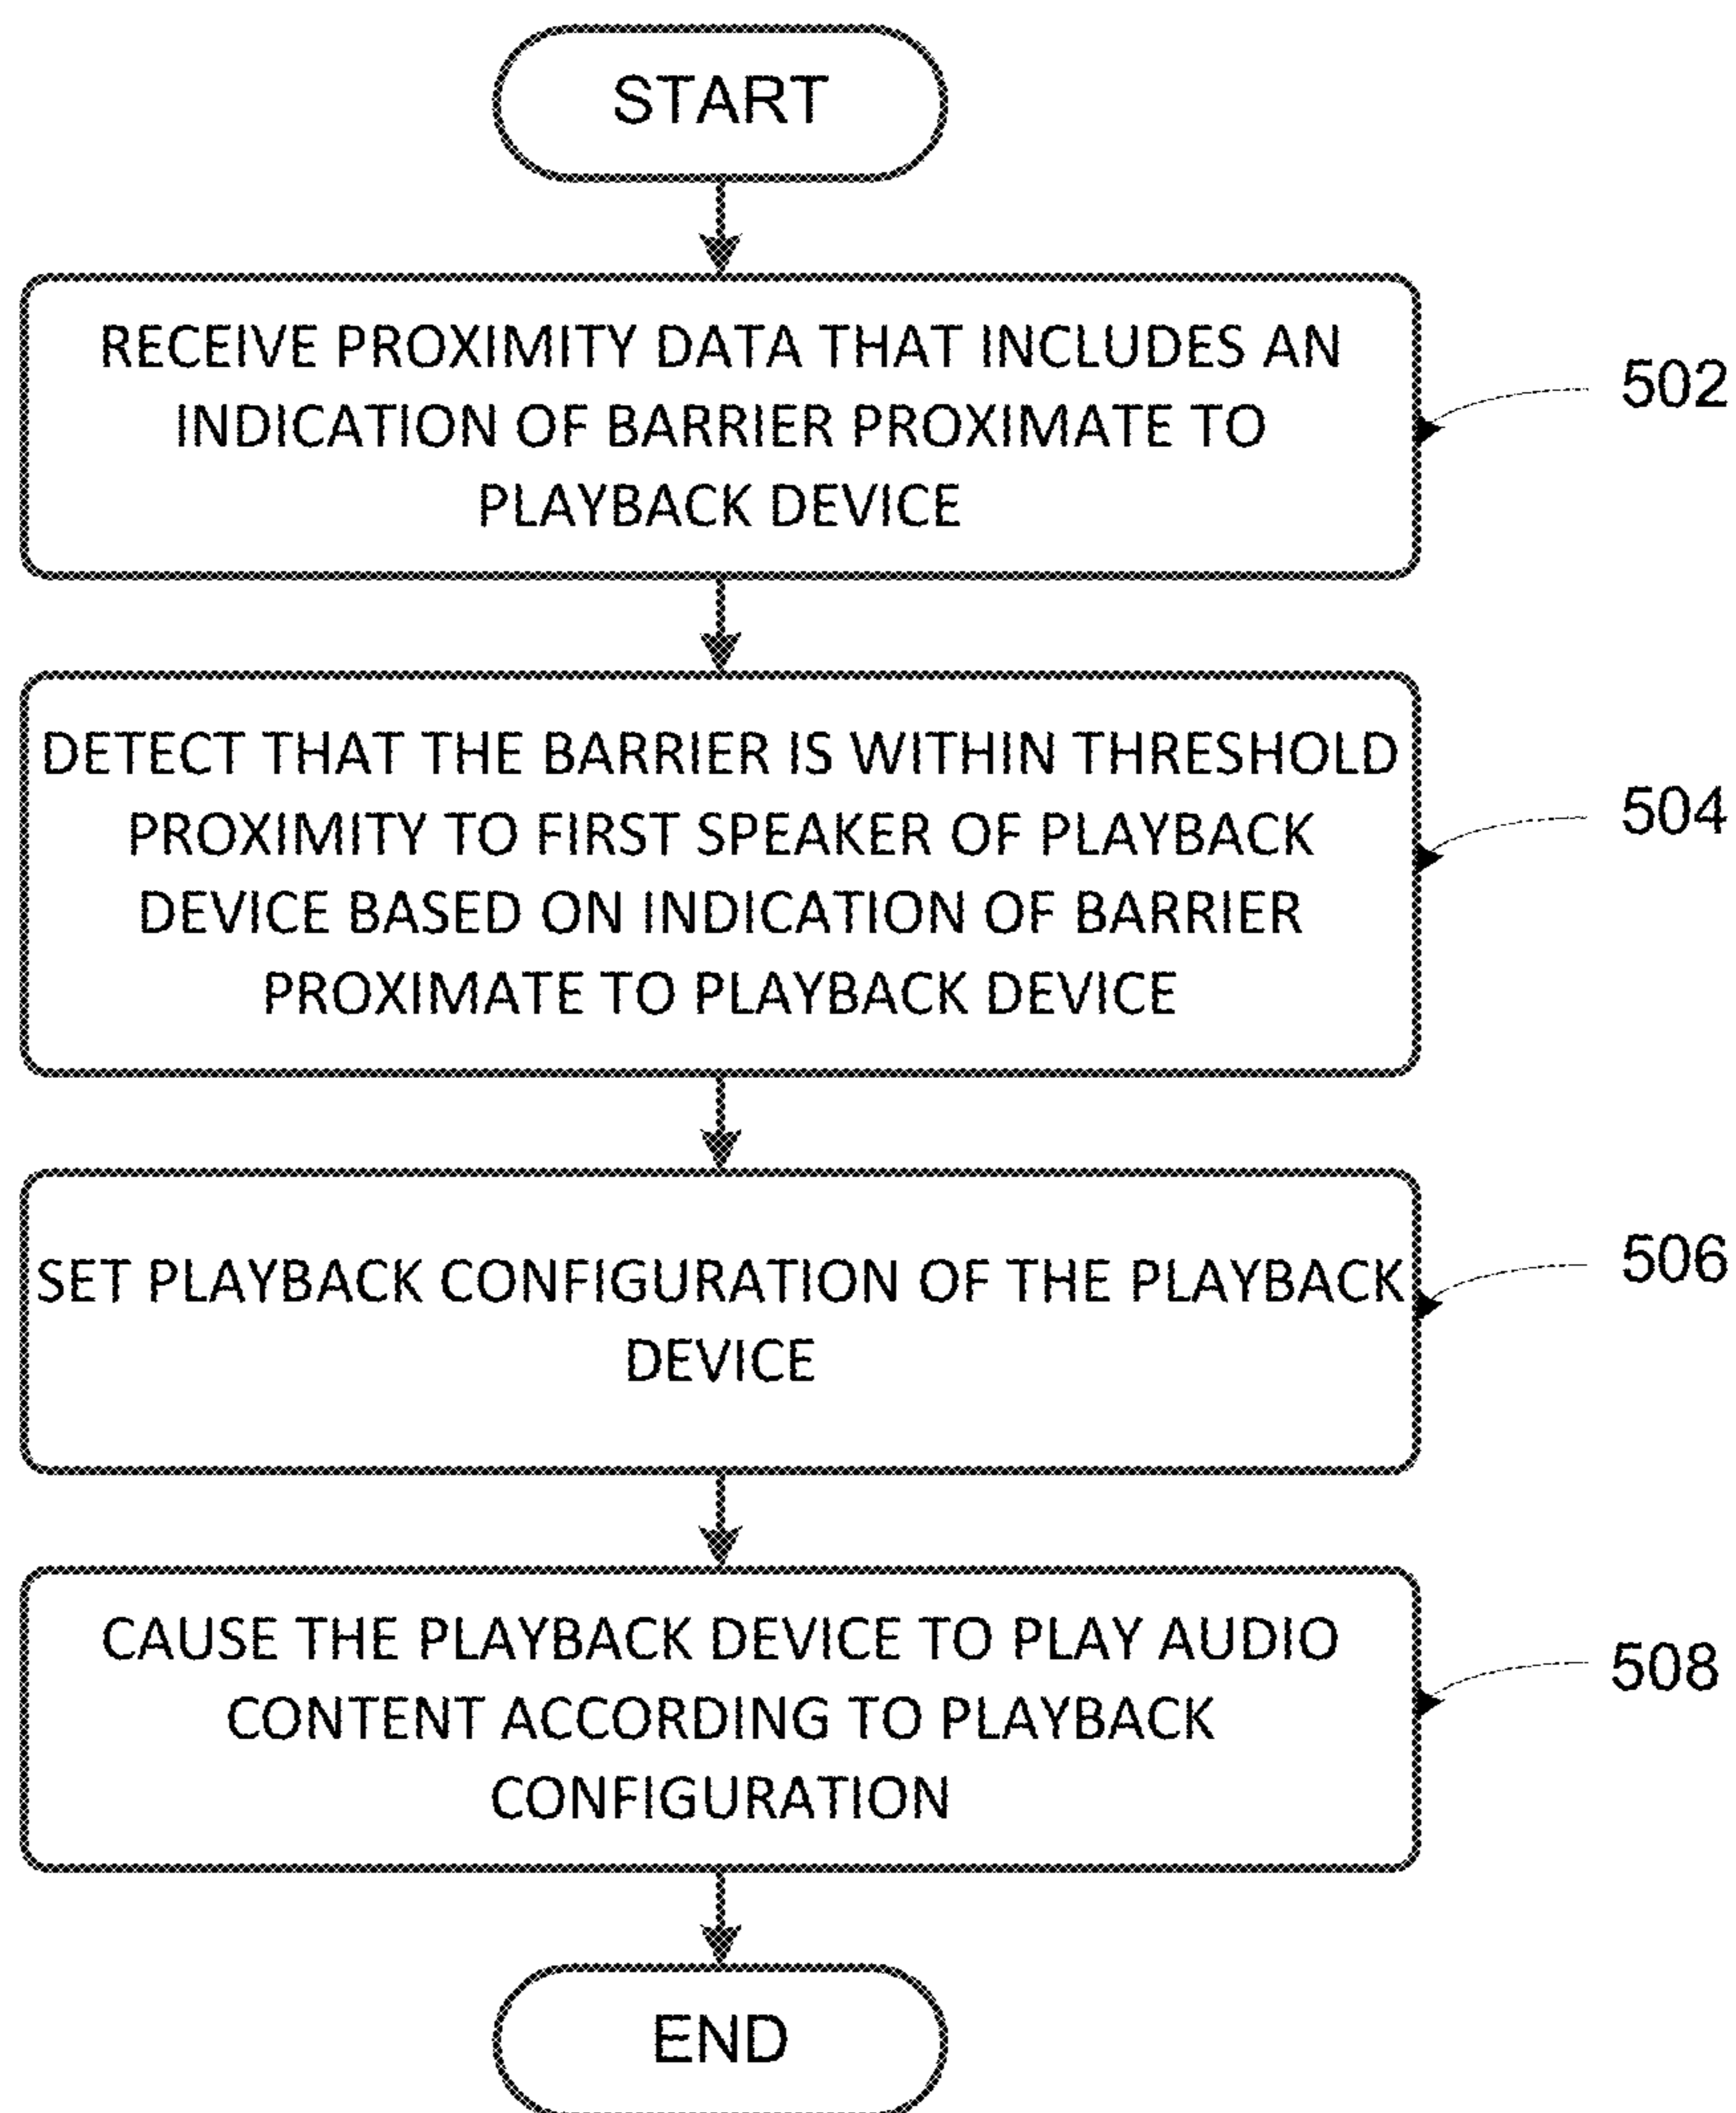 START
RECEIVE PROXIMITY DATA THAT INCLUDES AN
INDICATION OF BARRIER PROXIMATE TO
PLAYBACK DEVICE
502
DETECT THAT THE BARRIER IS WITHIN THRESHOLD
PROXIMITY TO FIRST SPEAKER OF PLAYBACK
DEVICE BASED ON INDICATION OF BARRIER
PROXIMATE TO PLAYBACK DEVICE
504
SET PLAYBACK CONFIGURATION OF THE PLAYBACK
DEVICE
506
CAUSE THE PLAYBACK DEVICE TO PLAY AUDIO
CONTENT ACCORDING TO PLAYBACK
CONFIGURATION
508
END